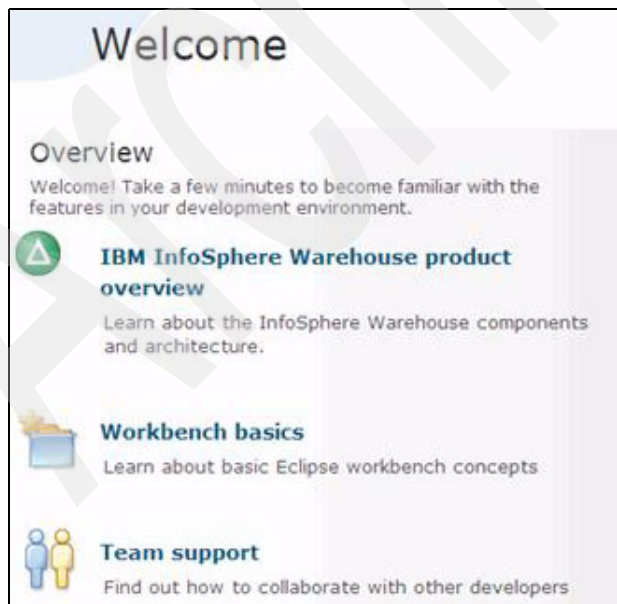 Welcome
Overview
Welcome! Take a few minutes to become familiar with the
features in your development environment.
IBM InfoSphere Warehouse product
overview
Learn about the InfoSphere Warehouse components
and architecture.
Workbench basics
Learn about basic Eclipse workbench concepts
Team support
Find out how to collaborate with other developers